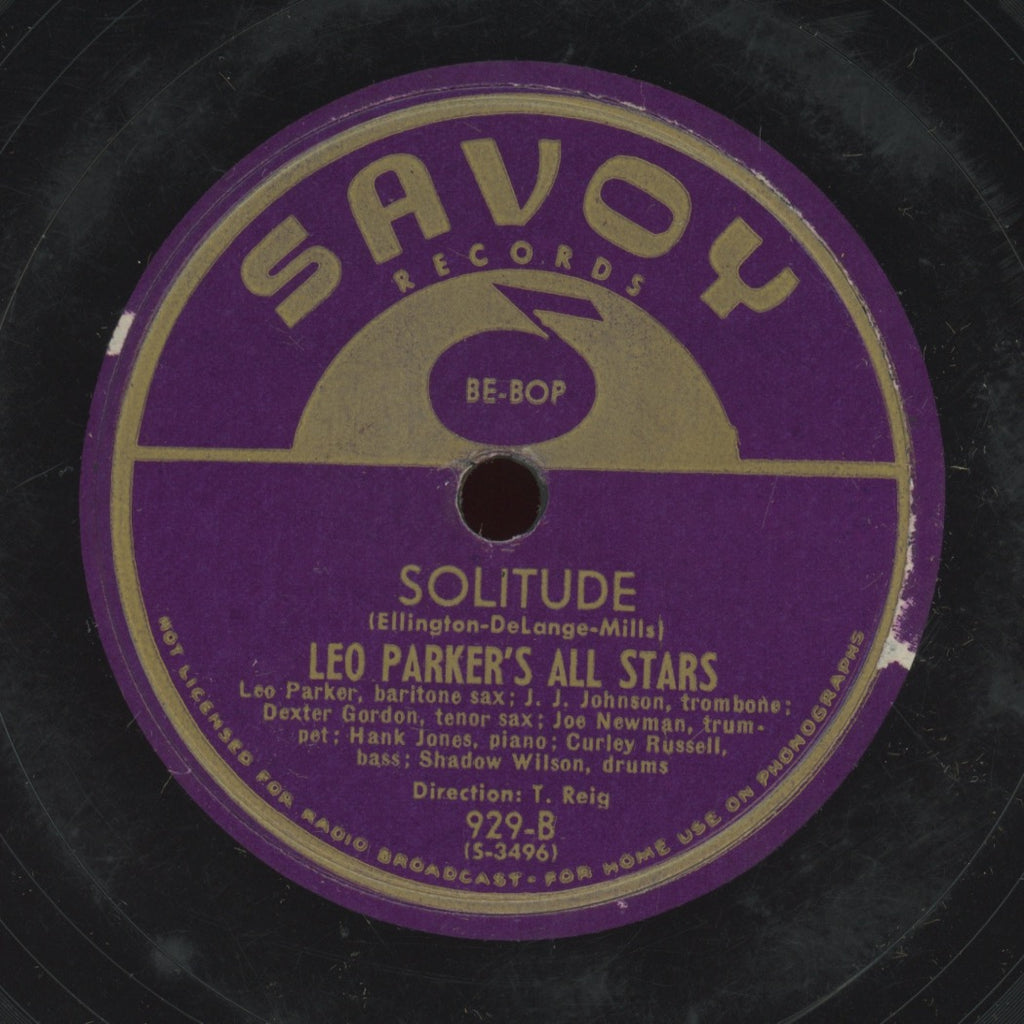 SAVOY
RECORDS
BE-BOP
SOLITUDE
(Ellington-DeLange-Mills)
LEO PARKER'S ALL STARS
Leo Parker, baritone sax; J. J. Johnson, trombone;
Dexter Gordon, tenor sax; Joe Newman, trum-
pet; Hank Jones, piano; Curley Russell,
bass; Shadow Wilson, drums
Direction: T. Reig
929-B
(S-3496)
NOT LICENSED FOR RADIO BROADCAST - FOR HOME USE ON PHONOGRAPHS